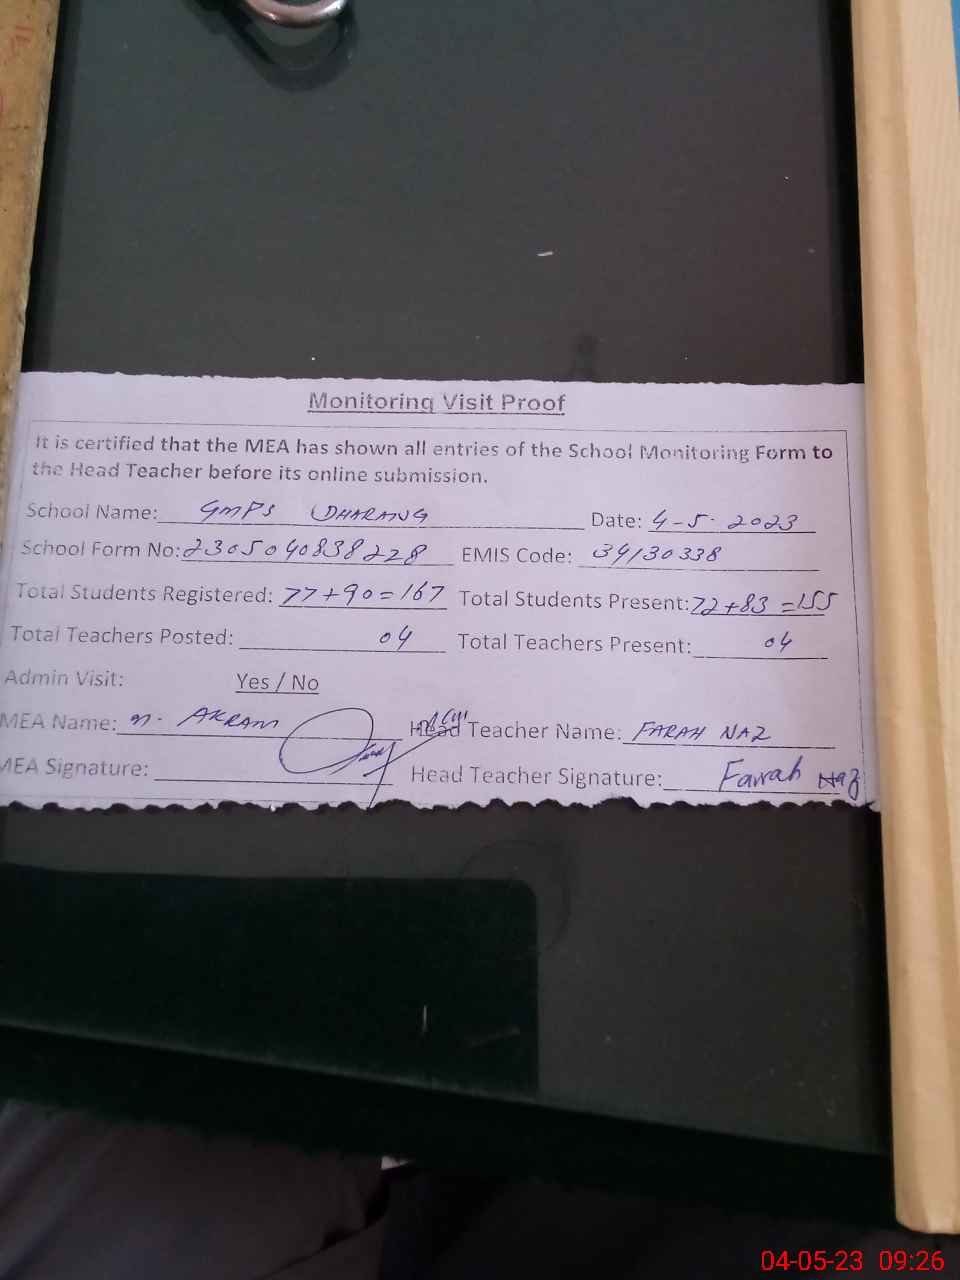 Monitoring Visit Proof
It is certified that the MEA has shown all entries of the School Monitoring Form to
the Head Teacher before its online submission.
School Name: GMPS DHARANG Date: 4-5-2023
School Form No: 2305040838228 EMIS Code: 34130338
Total Students Registered: 77+90=167 Total Students Present: 72+83=155
Total Teachers Posted: 04 Total Teachers Present: 04
Admin Visit: Yes / No
MEA Name: M. AKRAM Head Teacher Name: FARAH NAZ
MEA Signature: Head Teacher Signature: Farrah Naz
04-05-23 09:26